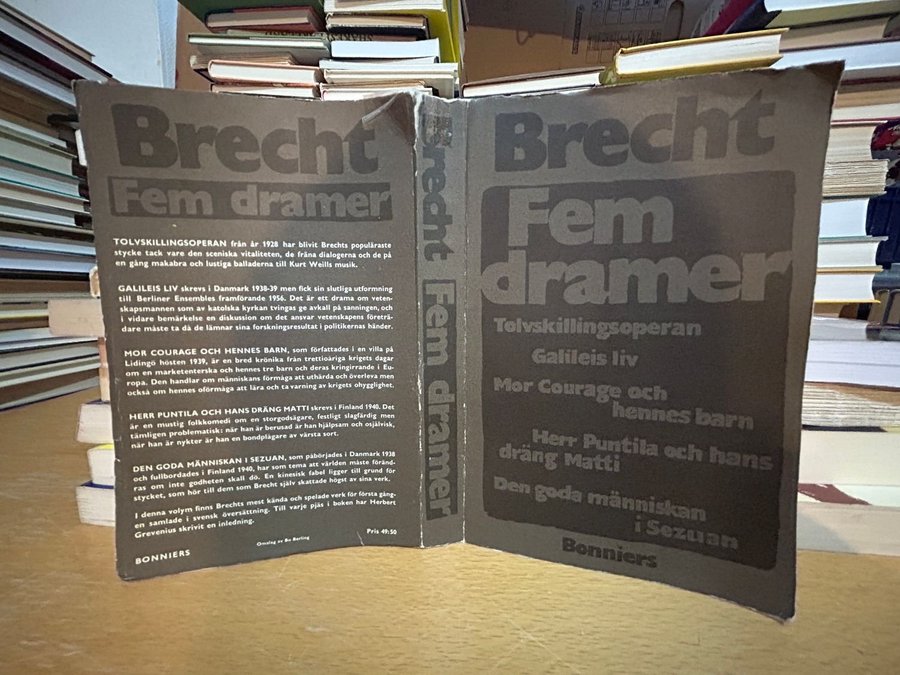 Brecht
Fem dramer
TOLVSKILLINGSOPERAN från år 1928 har blivit Brechts populäraste
stycke tack vare den sceniska vitaliteten, de fräna dialogerna och de på
en gång makabra och lustiga balladerna till Kurt Weills musik.
GALILEIS LIV skrevs i Danmark 1938-39 men fick sin slutliga utformning
till Berliner Ensembles framförande 1956. Det är ett drama om veten-
skapsmannen som av katolska kyrkan tvingas ge avkall på sanningen, och
i vidare bemärkelse en diskussion om det ansvar vetenskapens företrä-
dare måste ta då de lämnar sina forskningsresultat i politikernas händer.
MOR COURAGE OCH HENNES BARN, som författades i en villa på
Lidingö hösten 1939, är en bred krönika från trettioåriga krigets dagar
om en marketenterska och hennes tre barn och deras kringirrande i Eu-
ropa. Den handlar om människans förmåga att uthärda och överleva men
också om hennes oförmåga att lära och ta varning av krigets ohygglighet.
HERR PUNTILA OCH HANS DRÄNG MATTI skrevs i Finland 1940. Det
är en mustig folkkomedi om en storgodsägare, festligt slagfärdig men
tämligen problematisk: när han är berusad är han hjälpsam och osjälvisk,
när han är nykter är han en bondplågare av värsta sort.
DEN GODA MÄNNISKAN I SEZUAN, som påbörjades i Danmark 1938
och fullbordades i Finland 1940, har som tema att världen måste föränd-
ras om inte godheten skall dö. En kinesisk fabel ligger till grund för
stycket, som hör till dem som Brecht själv skattade högst av sina verk.
I denna volym finns Brechts mest kända och spelade verk för första gång-
en samlade i svensk översättning. Till varje pjäs i boken har Herbert
Grevenius skrivit en inledning.
BONNIERS
Omslag av Bo Berling
Pris 49:50
Brecht Fem dramer
Brecht
Fem
dramer
Tolvskillingsoperan
Galileis liv
Mor Courage och
hennes barn
Herr Puntila och hans
dräng Matti
Den goda människan
i Sezuan
Bonniers